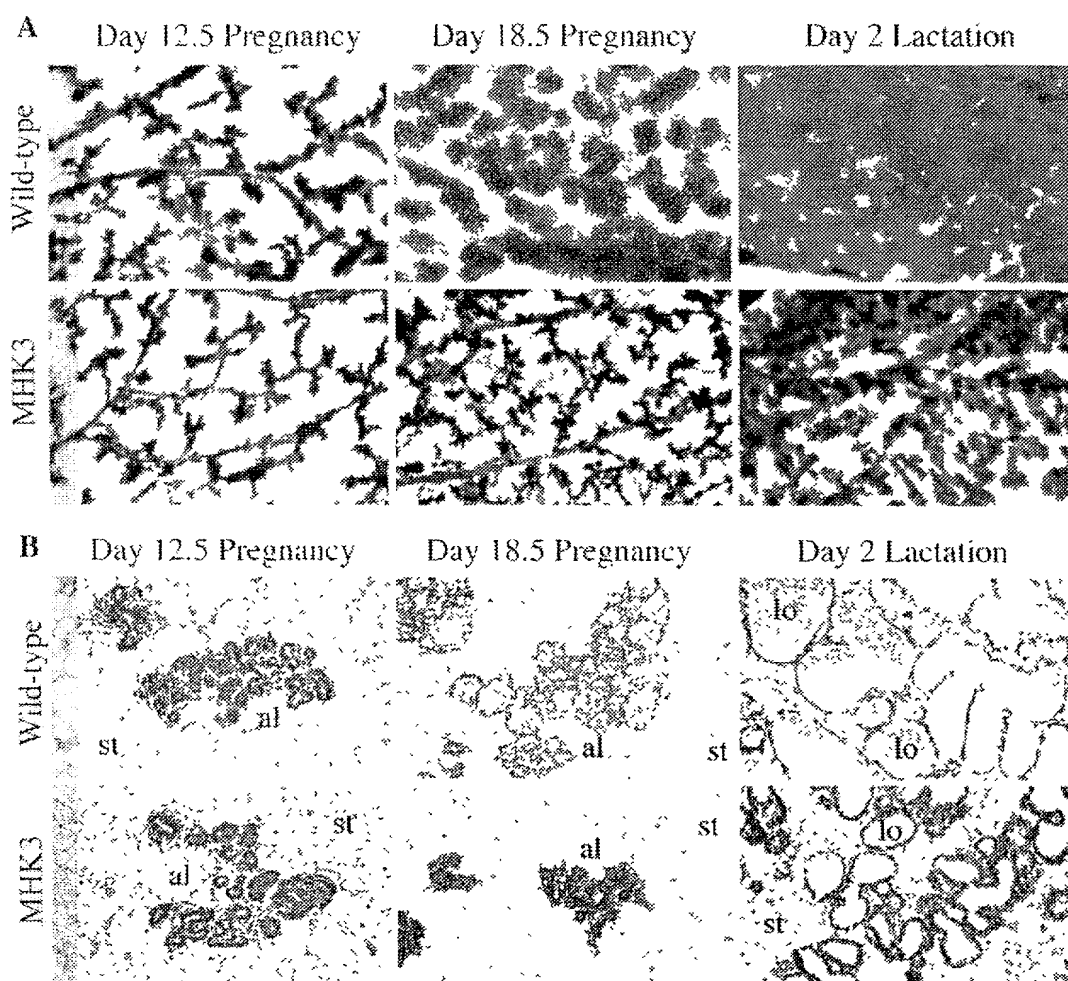 A
Day 12.5 Pregnancy
Day 18.5 Pregnancy
Day 2 Lactation
Wild-type
MHK3
B
Day 12.5 Pregnancy
Day 18.5 Pregnancy
Day 2 Lactation
Wild-type
al
st
al
st
lo
lo
MHK3
al
st
al
st
lo
st